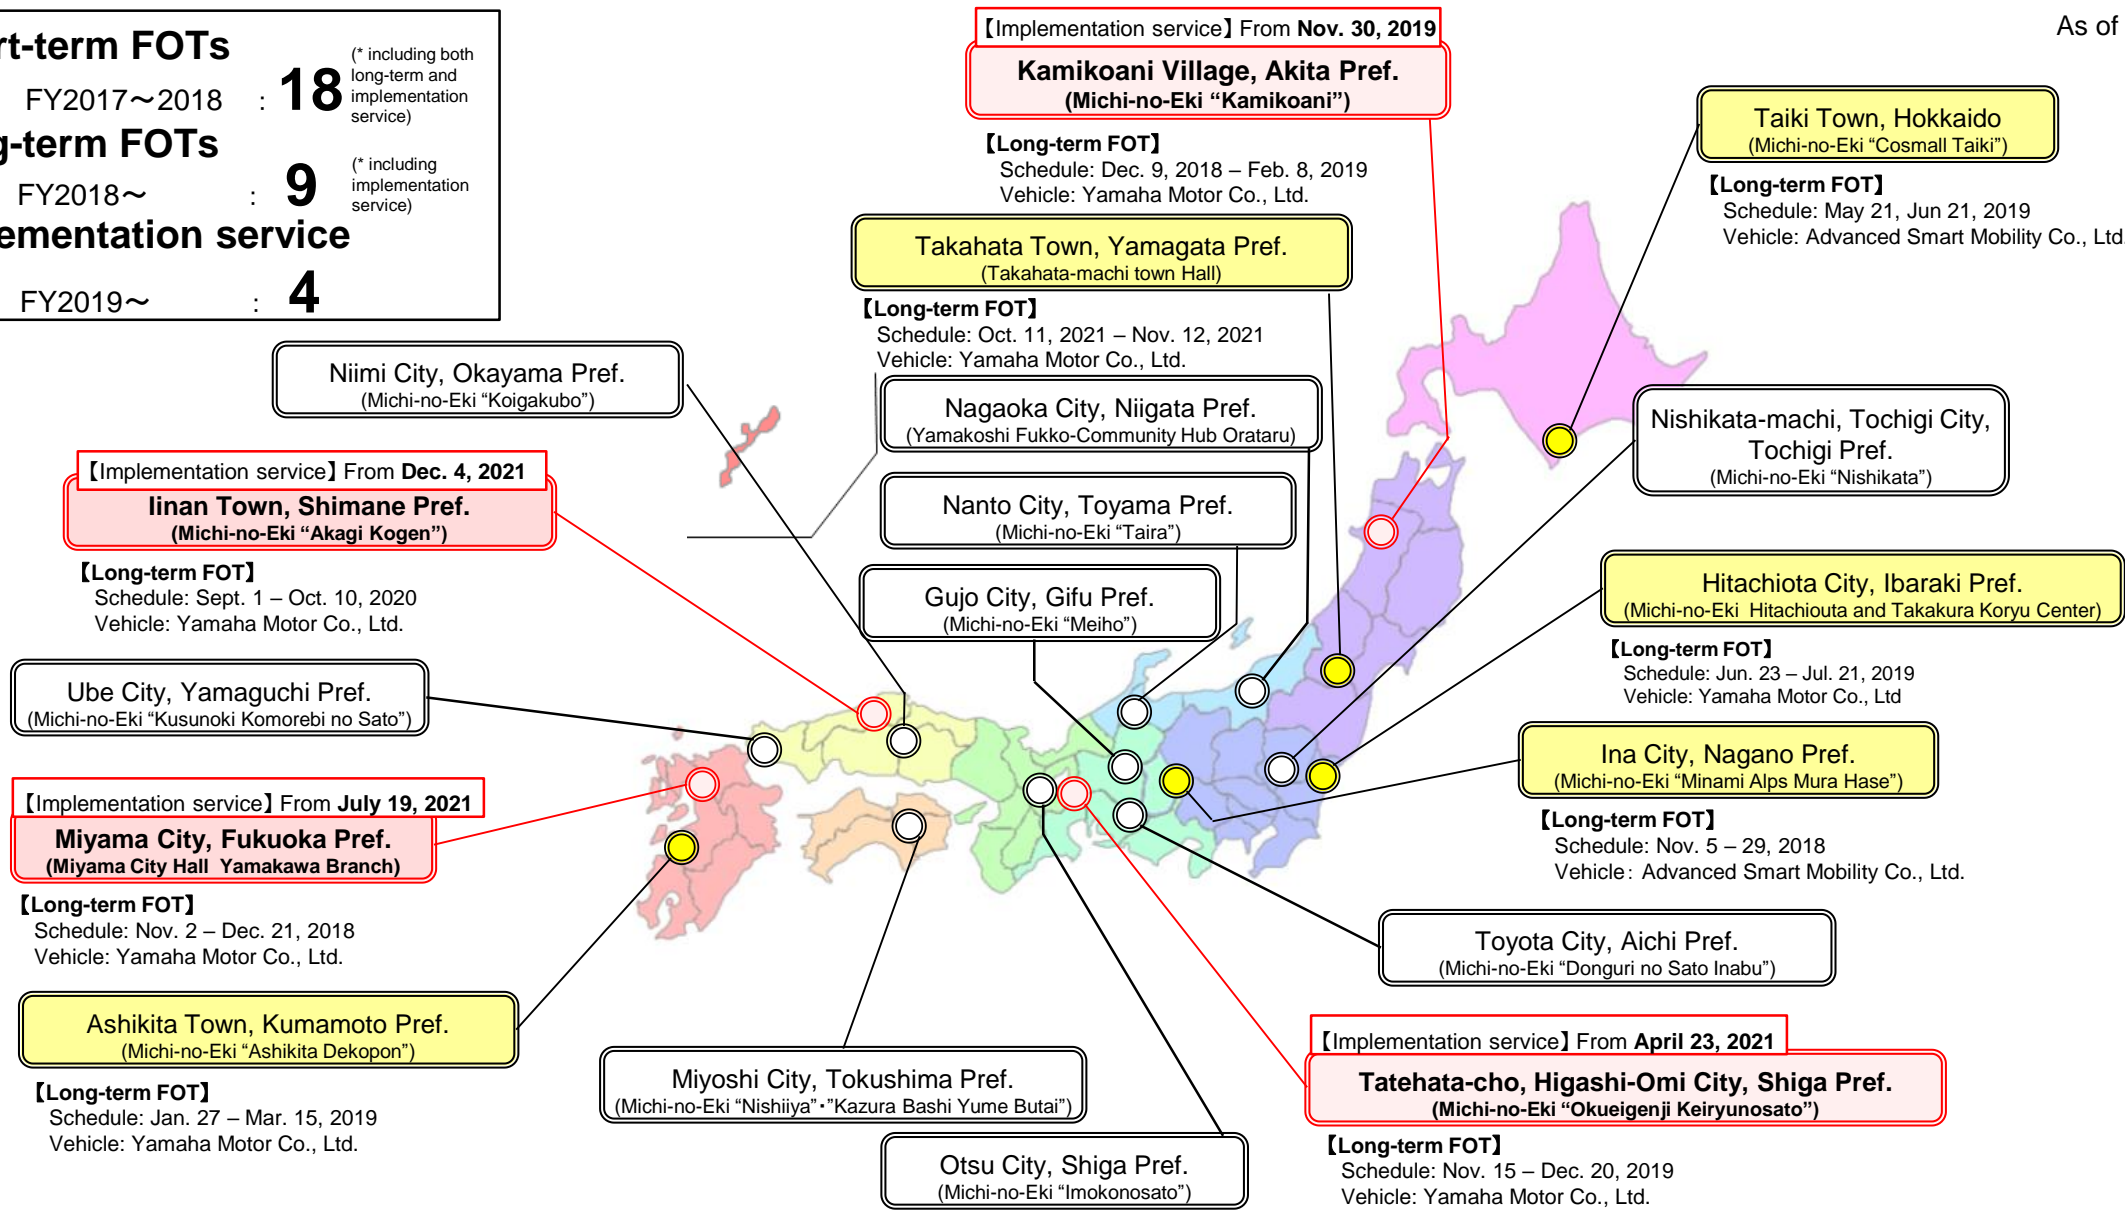 rt-term FOTs
FY2017～2018 : 18
(* including both
long-term and
implementation
service)
g-term FOTs
FY2018～ : 9
(* including
implementation
service)
ementation service
FY2019～ : 4
As of
【Implementation service】From Nov. 30, 2019
Kamikoani Village, Akita Pref.
(Michi-no-Eki “Kamikoani”)
【Long-term FOT】
Schedule: Dec. 9, 2018 – Feb. 8, 2019
Vehicle: Yamaha Motor Co., Ltd.
Taiki Town, Hokkaido
(Michi-no-Eki “Cosmall Taiki”)
【Long-term FOT】
Schedule: May 21, Jun 21, 2019
Vehicle: Advanced Smart Mobility Co., Ltd.
Takahata Town, Yamagata Pref.
(Takahata-machi town Hall)
【Long-term FOT】
Schedule: Oct. 11, 2021 – Nov. 12, 2021
Vehicle: Yamaha Motor Co., Ltd.
Niimi City, Okayama Pref.
(Michi-no-Eki “Koigakubo”)
Nagaoka City, Niigata Pref.
(Yamakoshi Fukko-Community Hub Orataru)
Nishikata-machi, Tochigi City,
Tochigi Pref.
(Michi-no-Eki “Nishikata”)
【Implementation service】From Dec. 4, 2021
Iinan Town, Shimane Pref.
(Michi-no-Eki “Akagi Kogen”)
【Long-term FOT】
Schedule: Sept. 1 – Oct. 10, 2020
Vehicle: Yamaha Motor Co., Ltd.
Nanto City, Toyama Pref.
(Michi-no-Eki “Taira”)
Gujo City, Gifu Pref.
(Michi-no-Eki “Meiho”)
Hitachiota City, Ibaraki Pref.
(Michi-no-Eki Hitachiouta and Takakura Koryu Center)
【Long-term FOT】
Schedule: Jun. 23 – Jul. 21, 2019
Vehicle: Yamaha Motor Co., Ltd
Ube City, Yamaguchi Pref.
(Michi-no-Eki “Kusunoki Komorebi no Sato”)
Ina City, Nagano Pref.
(Michi-no-Eki “Minami Alps Mura Hase”)
【Long-term FOT】
Schedule: Nov. 5 – 29, 2018
Vehicle：Advanced Smart Mobility Co., Ltd.
【Implementation service】From July 19, 2021
Miyama City, Fukuoka Pref.
(Miyama City Hall Yamakawa Branch)
【Long-term FOT】
Schedule: Nov. 2 – Dec. 21, 2018
Vehicle: Yamaha Motor Co., Ltd.
Toyota City, Aichi Pref.
(Michi-no-Eki “Donguri no Sato Inabu”)
Ashikita Town, Kumamoto Pref.
(Michi-no-Eki “Ashikita Dekopon”)
【Long-term FOT】
Schedule: Jan. 27 – Mar. 15, 2019
Vehicle: Yamaha Motor Co., Ltd.
Miyoshi City, Tokushima Pref.
(Michi-no-Eki “Nishiiya”・”Kazura Bashi Yume Butai”)
【Implementation service】From April 23, 2021
Tatehata-cho, Higashi-Omi City, Shiga Pref.
(Michi-no-Eki “Okueigenji Keiryunosato”)
【Long-term FOT】
Schedule: Nov. 15 – Dec. 20, 2019
Vehicle: Yamaha Motor Co., Ltd.
Otsu City, Shiga Pref.
(Michi-no-Eki “Imokonosato”)